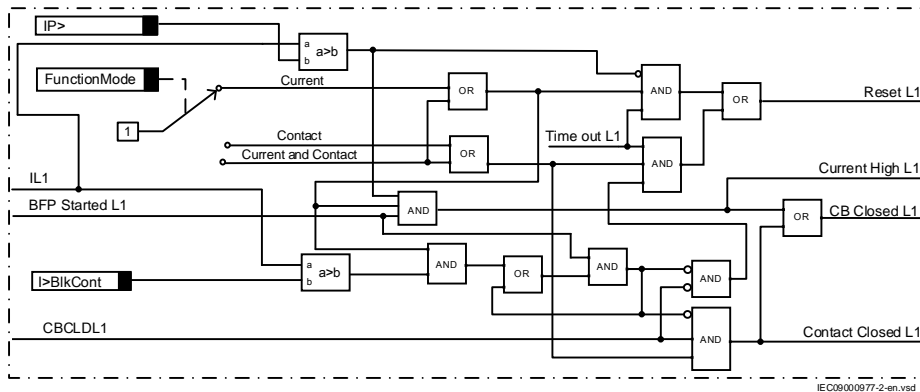 IP>
a
b
a>b
FunctionMode
Current
OR
AND
OR
Reset L1
1
Contact
Current and Contact
OR
Time out L1
AND
Current High L1
IL1
BFP Started L1
AND
OR
CB Closed L1
a
b
a>b
AND
OR
AND
AND
I>BlkCont
CBCLDL1
AND
Contact Closed L1
IEC09000977-2-en.vsd